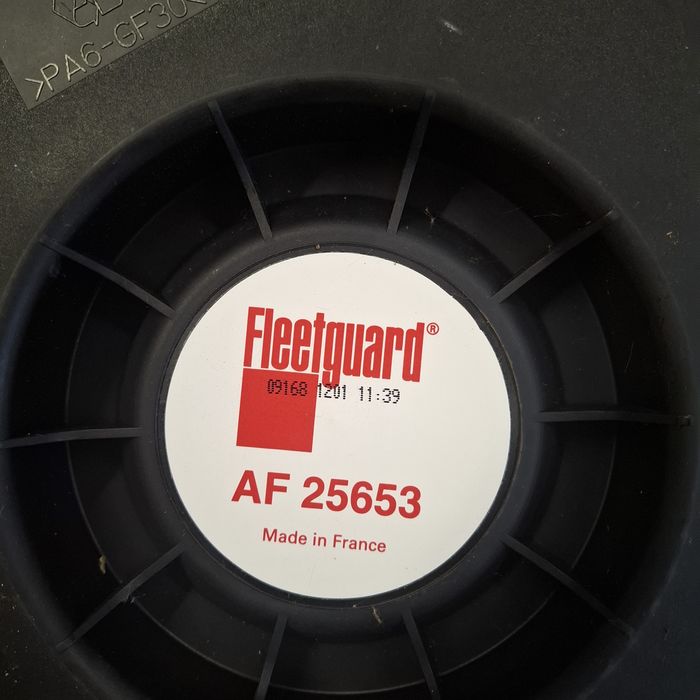 >PA6-GF30
Fleetguard®
09168 1201 11:39
AF 25653
Made in France